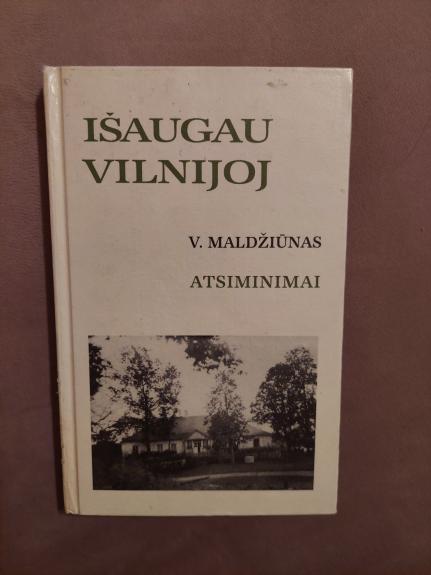 IŠAUGAU
VILNIJOJ
V. MALDŽIŪNAS
ATSIMINIMAI